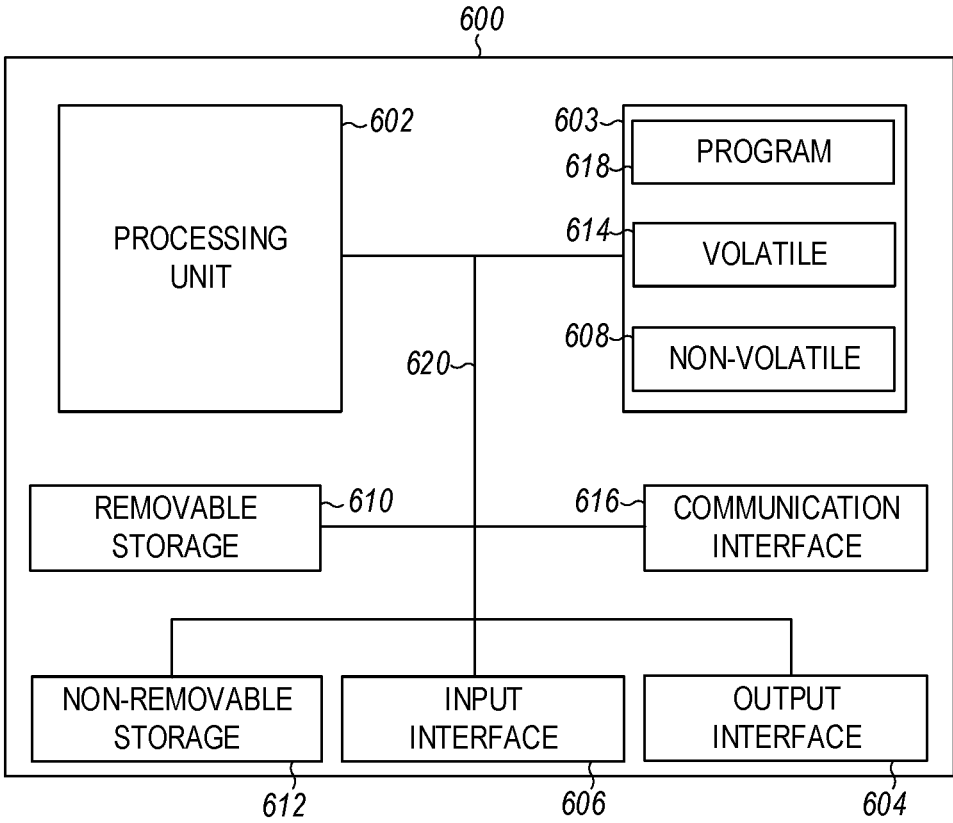 600
602
603
PROGRAM
618
PROCESSING
UNIT
614
VOLATILE
608
NON-VOLATILE
620
REMOVABLE
STORAGE
610
616
COMMUNICATION
INTERFACE
NON-REMOVABLE
STORAGE
INPUT
INTERFACE
OUTPUT
INTERFACE
612
606
604